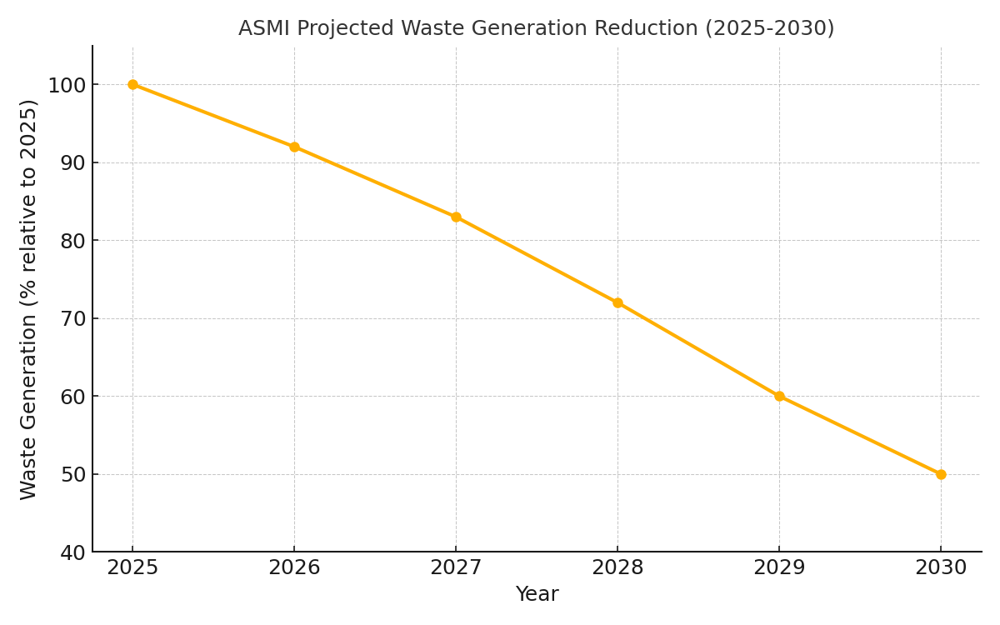 ASMI Projected Waste Generation Reduction (2025-2030)
Waste Generation (% relative to 2025)
100
90
80
70
60
50
40
2025 2026 2027 2028 2029 2030
Year